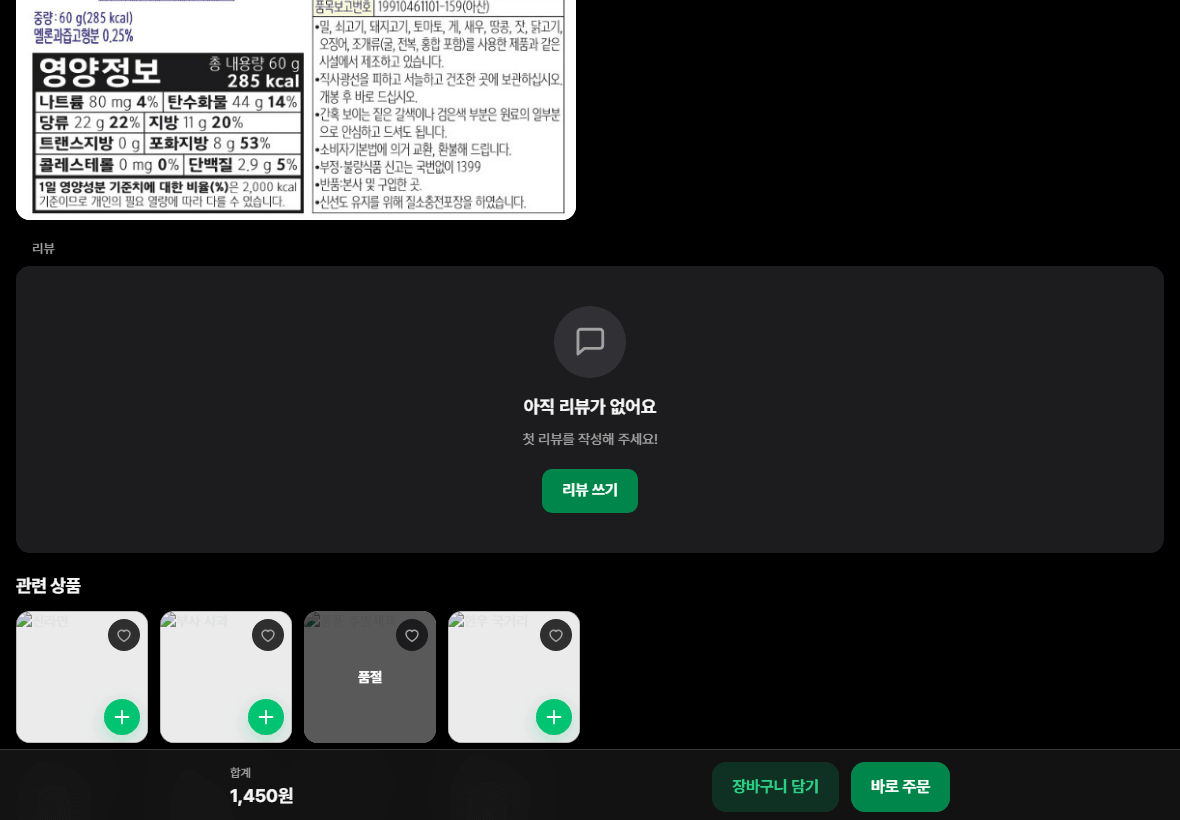 중량:60 g(285 kcal)
멜론과즙고형분 0.25%
영양정보
총 내용량 60 g
285 kcal
나트륨 80 mg 4% 탄수화물 44 g 14%
당류 22 g 22% 지방 11 g 20%
트랜스지방 0 g 포화지방 8 g 53%
콜레스테롤 0 mg 0% 단백질 2.9 g 5%
1일 영양성분 기준치에 대한 비율(%)은 2,000 kcal
기준이므로 개인의 필요 열량에 따라 다를 수 있습니다.
품목보고번호 19910461101-159(아산)
•밀, 쇠고기, 돼지고기, 토마토, 게, 새우, 땅콩, 잣, 닭고기,
오징어, 조개류(굴, 전복, 홍합 포함)를 사용한 제품과 같은
시설에서 제조하고 있습니다.
•직사광선을 피하고 서늘하고 건조한 곳에 보관하십시오.
개봉 후 바로 드십시오.
•간혹 보이는 짙은 갈색이나 검은색 부분은 원료의 일부분
으로 안심하고 드셔도 됩니다.
•소비자기본법에 의거 교환, 환불해 드립니다.
•부정·불량식품 신고는 국번없이 1399
•반품:본사 및 구입한 곳.
•신선도 유지를 위해 질소충전포장을 하였습니다.
리뷰
아직 리뷰가 없어요
첫 리뷰를 작성해 주세요!
리뷰 쓰기
관련 상품
신라면
부사 사과
품절
한우 국거리
합계
1,450원
장바구니 담기
바로 주문